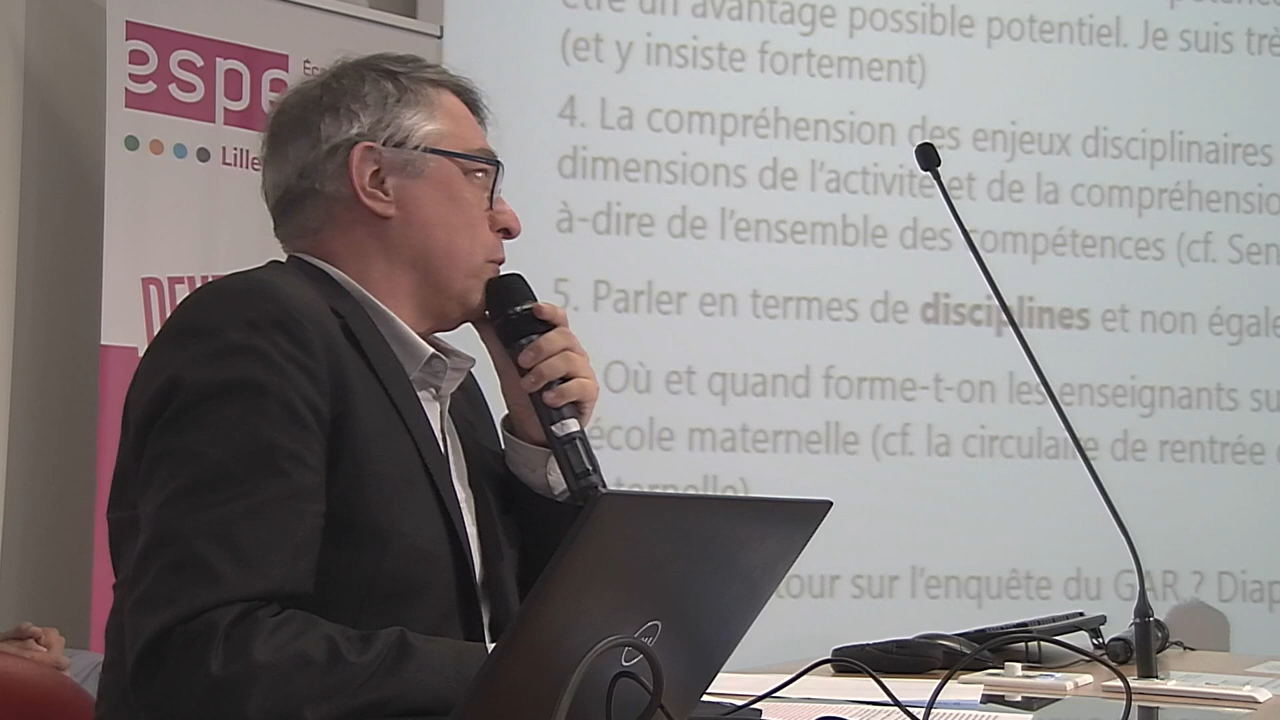 espe
Éc
Lille
être un avantage possible potentiel. Je suis trè
(et y insiste fortement)
4. La compréhension des enjeux disciplinaires
dimensions de l'activité et de la compréhensio
à-dire de l'ensemble des compétences (cf. Sen
5. Parler en termes de disciplines et non égale
Où et quand forme-t-on les enseignants su
école maternelle (cf. la circulaire de rentrée
ternelle)
tour sur l'enquête du GAR ? Diap